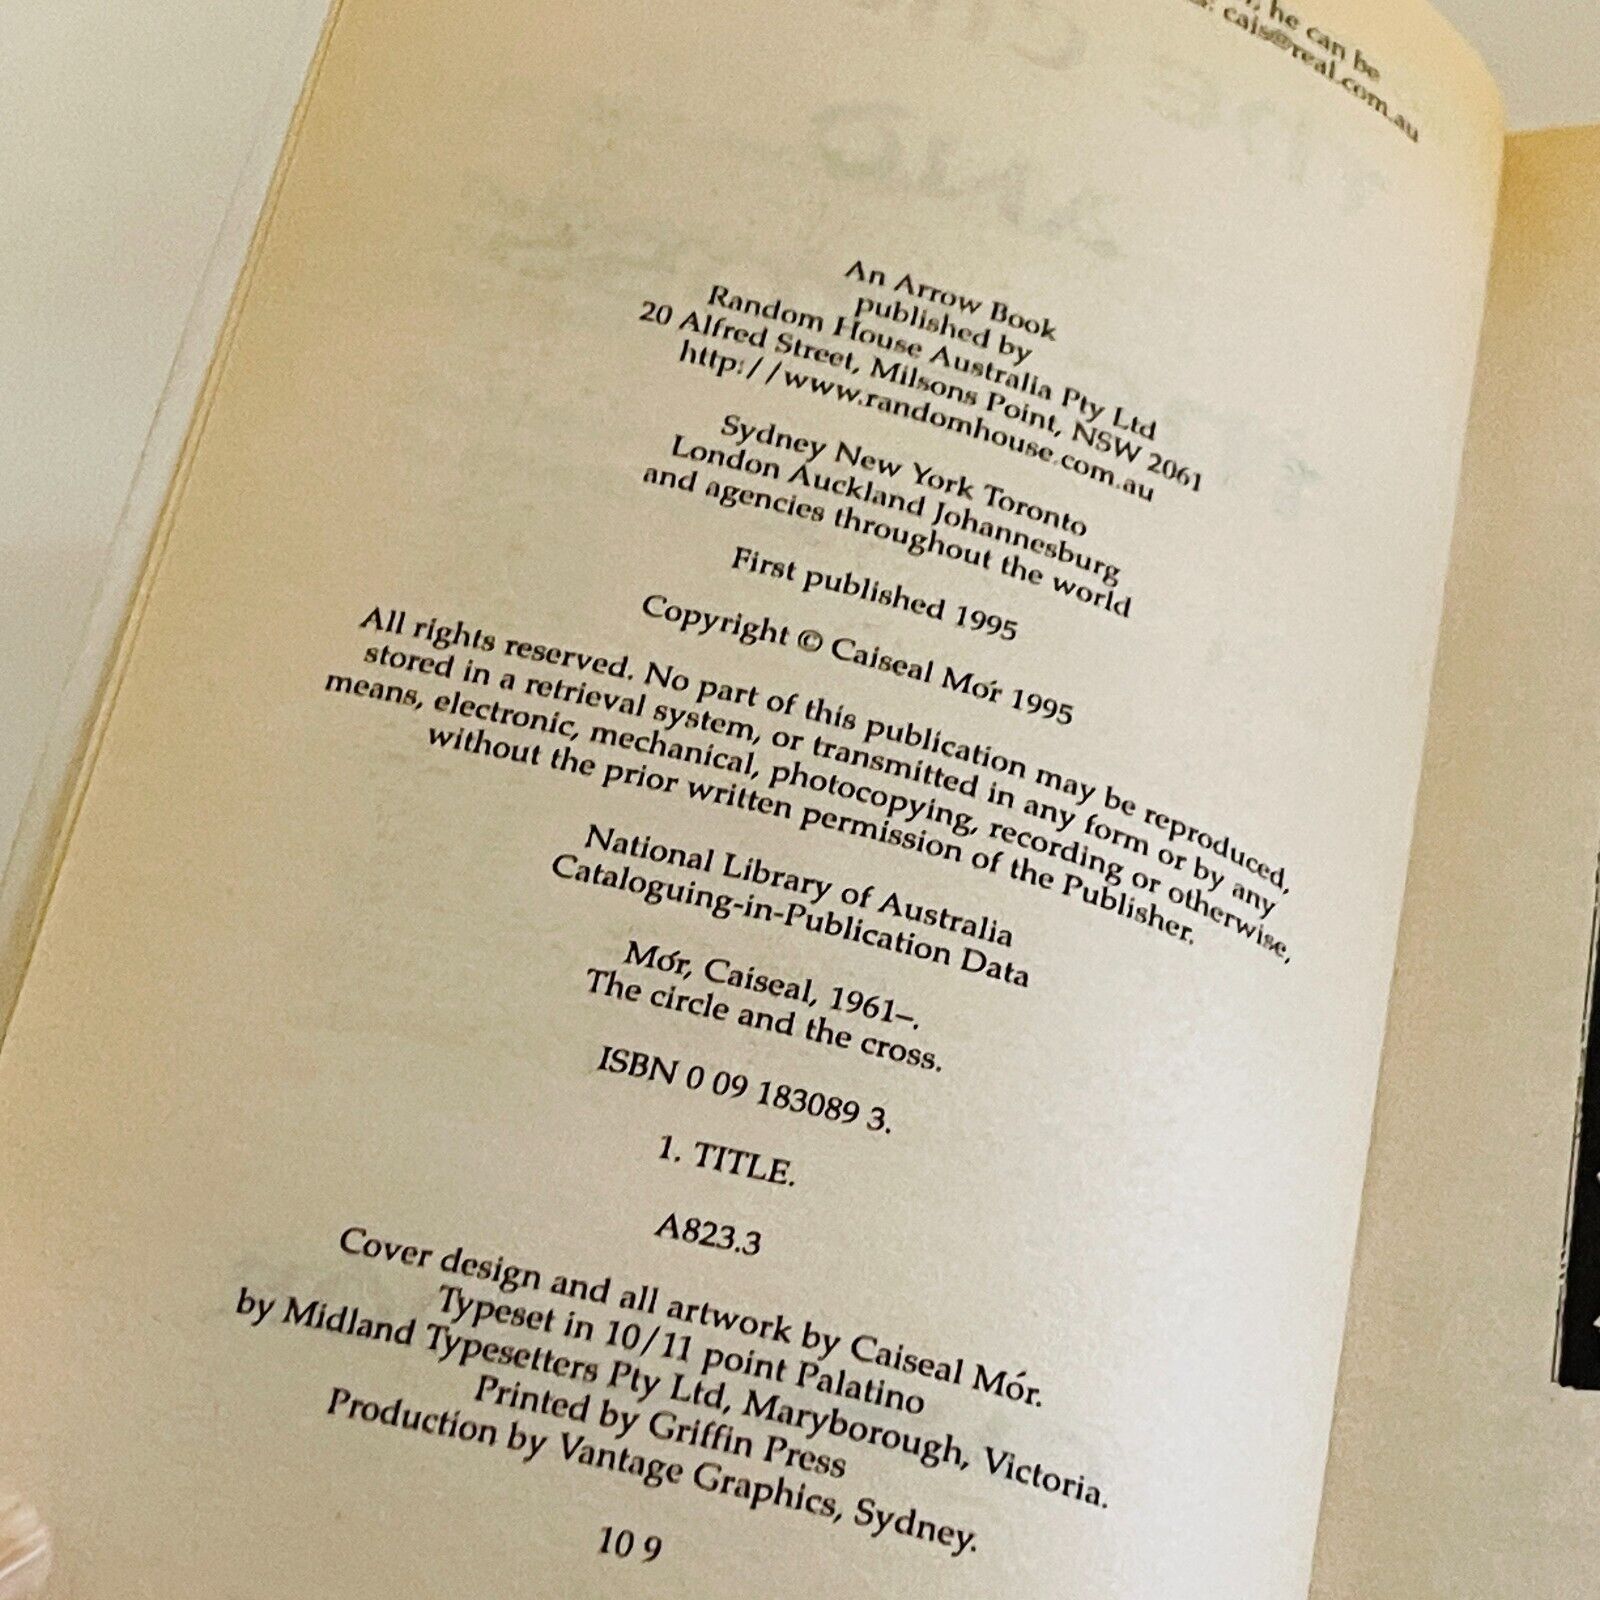 he can be
cais@real.com.au
An Arrow Book
published by
Random House Australia Pty Ltd
20 Alfred Street, Milsons Point, NSW 2061
http://www.randomhouse.com.au
Sydney New York Toronto
London Auckland Johannesburg
and agencies throughout the world
First published 1995
Copyright © Caiseal Mór 1995
All rights reserved. No part of this publication may be reproduced,
stored in a retrieval system, or transmitted in any form or by any
means, electronic, mechanical, photocopying, recording or otherwise,
without the prior written permission of the Publisher.
National Library of Australia
Cataloguing-in-Publication Data
Mór, Caiseal, 1961–.
The circle and the cross.
ISBN 0 09 183089 3.
1. TITLE.
A823.3
Cover design and all artwork by Caiseal Mór.
Typeset in 10/11 point Palatino
by Midland Typesetters Pty Ltd, Maryborough, Victoria.
Printed by Griffin Press
Production by Vantage Graphics, Sydney.
10 9